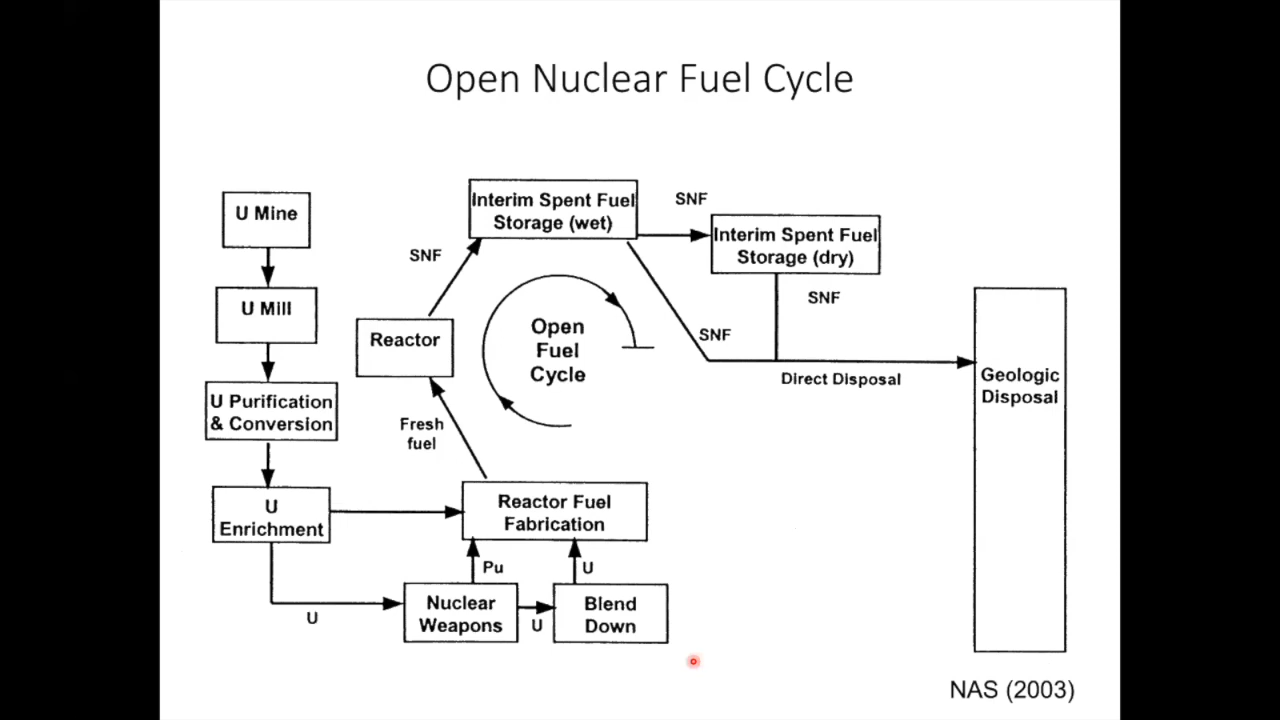 Open Nuclear Fuel Cycle
U Mine
U Mill
U Purification
& Conversion
U
Enrichment
U
Nuclear
Weapons
Pu
U
Blend
Down
U
Reactor Fuel
Fabrication
Fresh
fuel
Reactor
SNF
Interim Spent Fuel
Storage (wet)
SNF
Interim Spent Fuel
Storage (dry)
SNF
SNF
Open
Fuel
Cycle
Direct Disposal
Geologic
Disposal
NAS (2003)